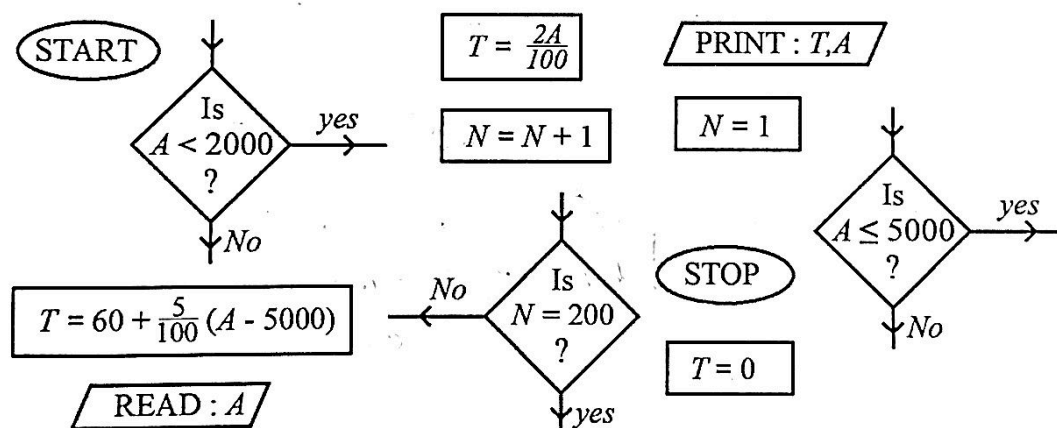 START
Is
A < 2000
?
yes
No
T = 2A/100
PRINT : T,A
N = N + 1
N = 1
Is
A ≤ 5000
?
yes
No
T = 60 + 5/100 (A - 5000)
No
Is
N = 200
?
yes
STOP
T = 0
READ : A